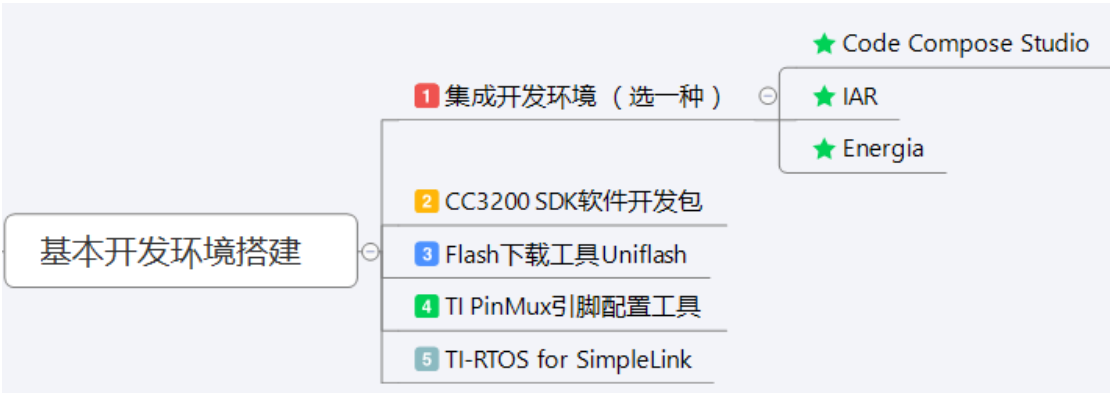 基本开发环境搭建
1 集成开发环境 （选一种）
Code Compose Studio
IAR
Energia
2 CC3200 SDK软件开发包
3 Flash下载工具Uniflash
4 TI PinMux引脚配置工具
5 TI-RTOS for SimpleLink